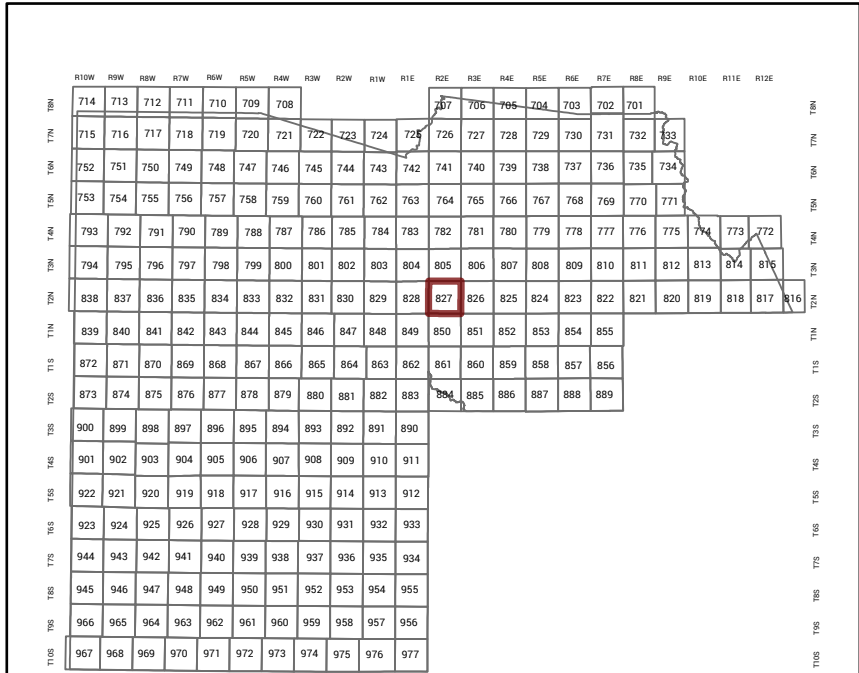 R10W R9W R8W R7W R6W R5W R4W R3W R2W R1W R1E R2E R3E R4E R5E R6E R7E R8E R9E R10E R11E R12E
T8N 714 713 712 711 710 709 708 707 706 705 704 703 702 701 T8N
T7N 715 716 717 718 719 720 721 722 723 724 725 726 727 728 729 730 731 732 733 T7N
T6N 752 751 750 749 748 747 746 745 744 743 742 741 740 739 738 737 736 735 734 T6N
T5N 753 754 755 756 757 758 759 760 761 762 763 764 765 766 767 768 769 770 771 T5N
T4N 793 792 791 790 789 788 787 786 785 784 783 782 781 780 779 778 777 776 775 774 773 772 T4N
T3N 794 795 796 797 798 799 800 801 802 803 804 805 806 807 808 809 810 811 812 813 814 815 T3N
T2N 838 837 836 835 834 833 832 831 830 829 828 827 826 825 824 823 822 821 820 819 818 817 816 T2N
T1N 839 840 841 842 843 844 845 846 847 848 849 850 851 852 853 854 855 T1N
T1S 872 871 870 869 868 867 866 865 864 863 862 861 860 859 858 857 856 T1S
T2S 873 874 875 876 877 878 879 880 881 882 883 884 885 886 887 888 889 T2S
T3S 900 899 898 897 896 895 894 893 892 891 890 T3S
T4S 901 902 903 904 905 906 907 908 909 910 911 T4S
T5S 922 921 920 919 918 917 916 915 914 913 912 T5S
T6S 923 924 925 926 927 928 929 930 931 932 933 T6S
T7S 944 943 942 941 940 939 938 937 936 935 934 T7S
T8S 945 946 947 948 949 950 951 952 953 954 955 T8S
T9S 966 965 964 963 962 961 960 959 958 957 956 T9S
T10S 967 968 969 970 971 972 973 974 975 976 977 T10S